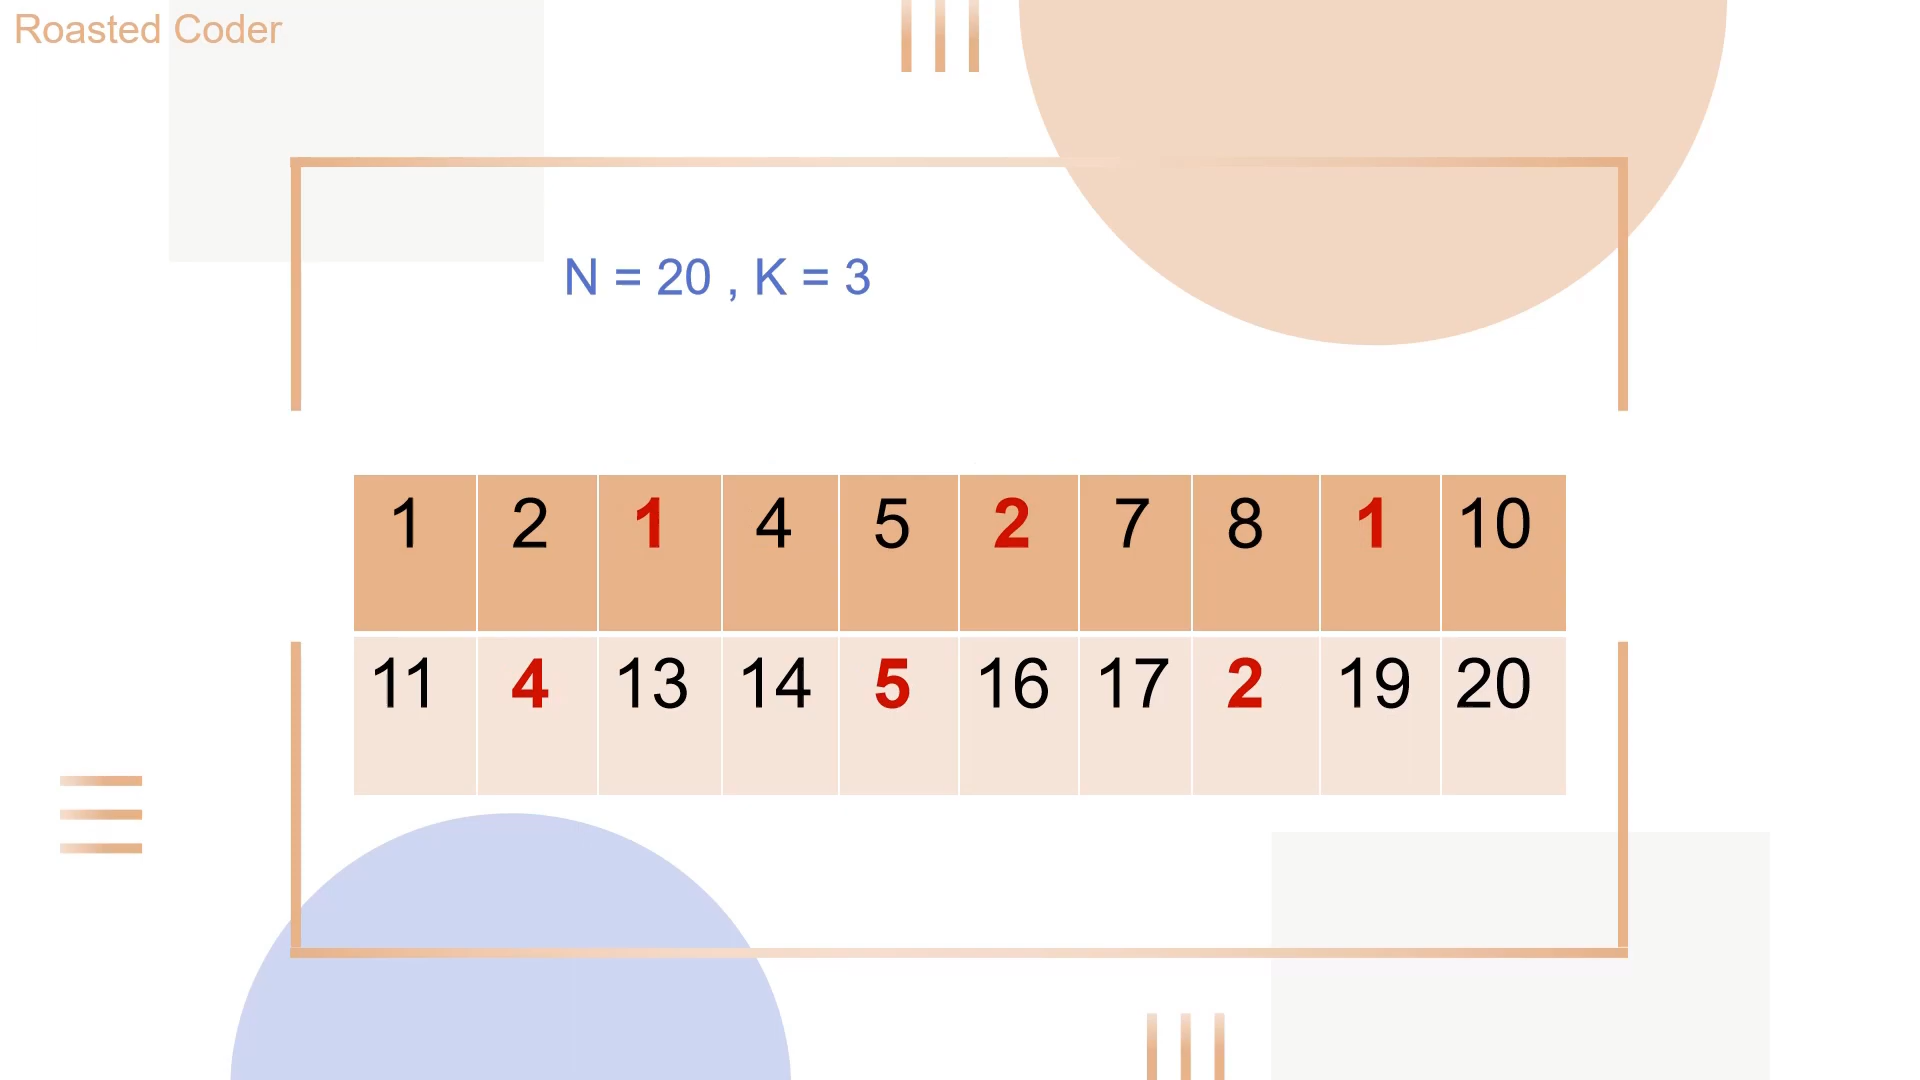 Roasted Coder
N = 20 , K = 3
1 2 1 4 5 2 7 8 1 10
11 4 13 14 5 16 17 2 19 20